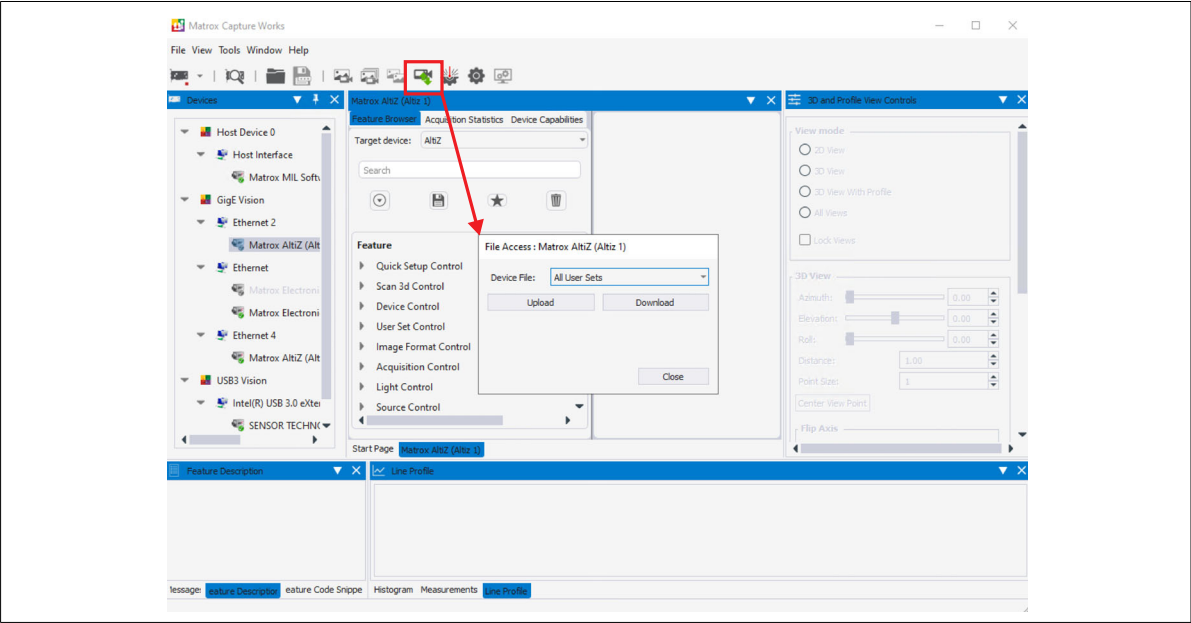 Matrox Capture Works
File View Tools Window Help
Devices
Host Device 0
Host Interface
Matrox MIL Softw
GigE Vision
Ethernet 2
Matrox AltiZ (Alt
Ethernet
Matrox Electroni
Matrox Electroni
Ethernet 4
Matrox AltiZ (Alt
USB3 Vision
Intel(R) USB 3.0 eXter
SENSOR TECHN(
Matrox AltiZ (Altiz 1)
Feature Browser Acquisition Statistics Device Capabilities
Target device: AltiZ
Search
Feature
Quick Setup Control
Scan 3d Control
Device Control
User Set Control
Image Format Control
Acquisition Control
Light Control
Source Control
Start Page Matrox AltiZ (Altiz 1)
File Access : Matrox AltiZ (Altiz 1)
Device File: All User Sets
Upload Download
Close
3D and Profile View Controls
View mode
2D View
3D View
3D View With Profile
All Views
Lock Views
3D View
Azimuth: 0.00
Elevation: 0.00
Roll: 0.00
Distance: 1.00
Point Size: 1
Center View Point
Flip Axis
Feature Description
Line Profile
Message: eature Description eature Code Snippe
Histogram Measurements Line Profile